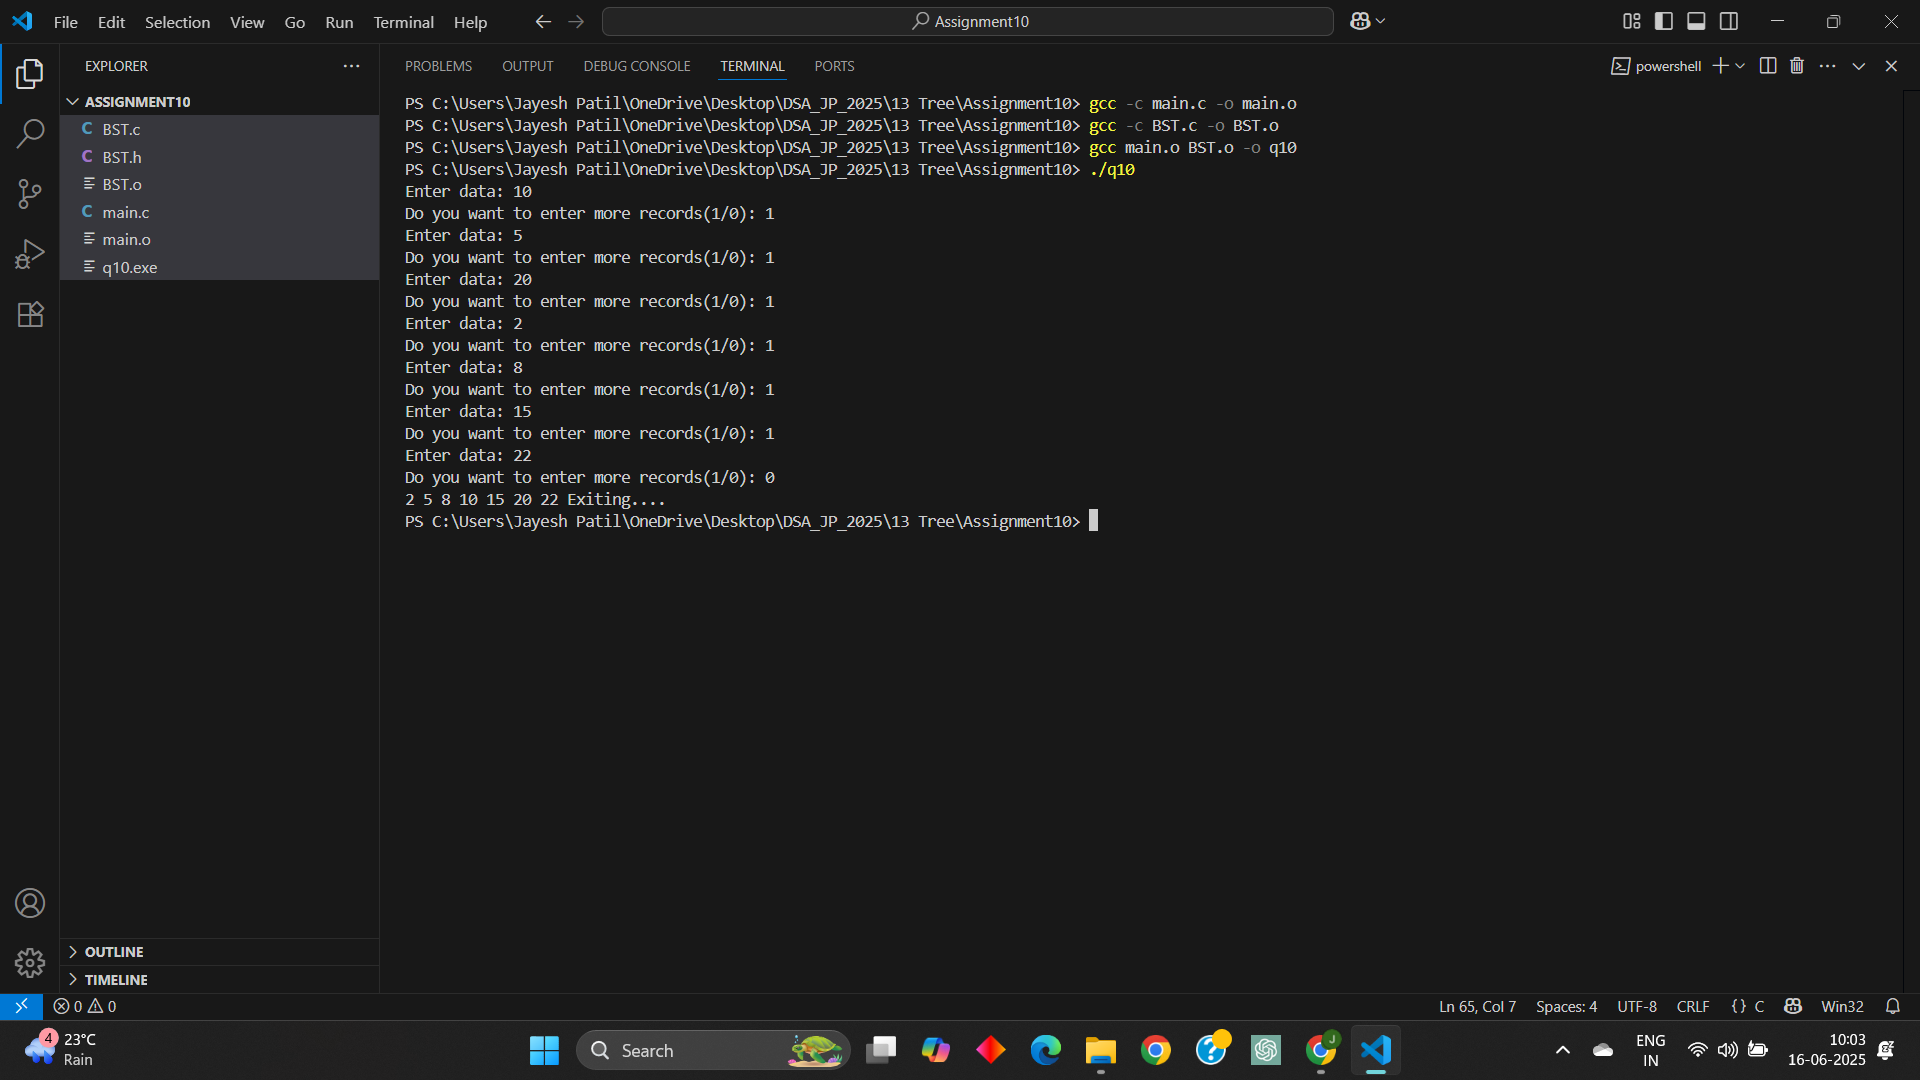 File Edit Selection View Go Run Terminal Help
Assignment10
EXPLORER
ASSIGNMENT10
C BST.c
C BST.h
BST.o
C main.c
main.o
q10.exe
OUTLINE
TIMELINE
PROBLEMS OUTPUT DEBUG CONSOLE TERMINAL PORTS
powershell
PS C:\Users\Jayesh Patil\OneDrive\Desktop\DSA_JP_2025\13 Tree\Assignment10> gcc -c main.c -o main.o
PS C:\Users\Jayesh Patil\OneDrive\Desktop\DSA_JP_2025\13 Tree\Assignment10> gcc -c BST.c -o BST.o
PS C:\Users\Jayesh Patil\OneDrive\Desktop\DSA_JP_2025\13 Tree\Assignment10> gcc main.o BST.o -o q10
PS C:\Users\Jayesh Patil\OneDrive\Desktop\DSA_JP_2025\13 Tree\Assignment10> ./q10
Enter data: 10
Do you want to enter more records(1/0): 1
Enter data: 5
Do you want to enter more records(1/0): 1
Enter data: 20
Do you want to enter more records(1/0): 1
Enter data: 2
Do you want to enter more records(1/0): 1
Enter data: 8
Do you want to enter more records(1/0): 1
Enter data: 15
Do you want to enter more records(1/0): 1
Enter data: 22
Do you want to enter more records(1/0): 0
2 5 8 10 15 20 22 Exiting....
PS C:\Users\Jayesh Patil\OneDrive\Desktop\DSA_JP_2025\13 Tree\Assignment10>
0 0
Ln 65, Col 7 Spaces: 4 UTF-8 CRLF {} C Win32
4 23°C
Rain
Search
J
ENG
IN
10:03
16-06-2025